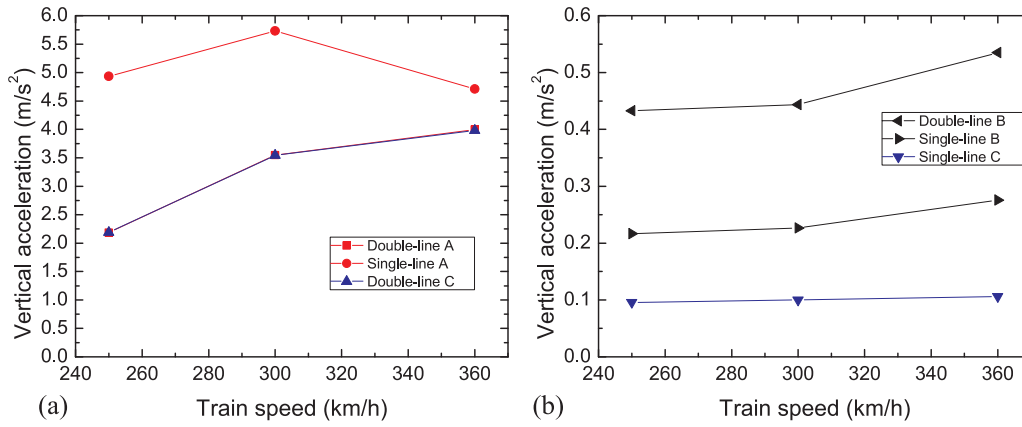 6.0
5.5
5.0
4.5
4.0
3.5
3.0
2.5
2.0
1.5
1.0
0.5
0.0
Vertical acceleration (m/s²)
Double-line A
Single-line A
Double-line C
240 260 280 300 320 340 360
(a) Train speed (km/h)
0.6
0.5
0.4
0.3
0.2
0.1
0.0
Vertical acceleration (m/s²)
Double-line B
Single-line B
Single-line C
240 260 280 300 320 340 360
(b) Train speed (km/h)